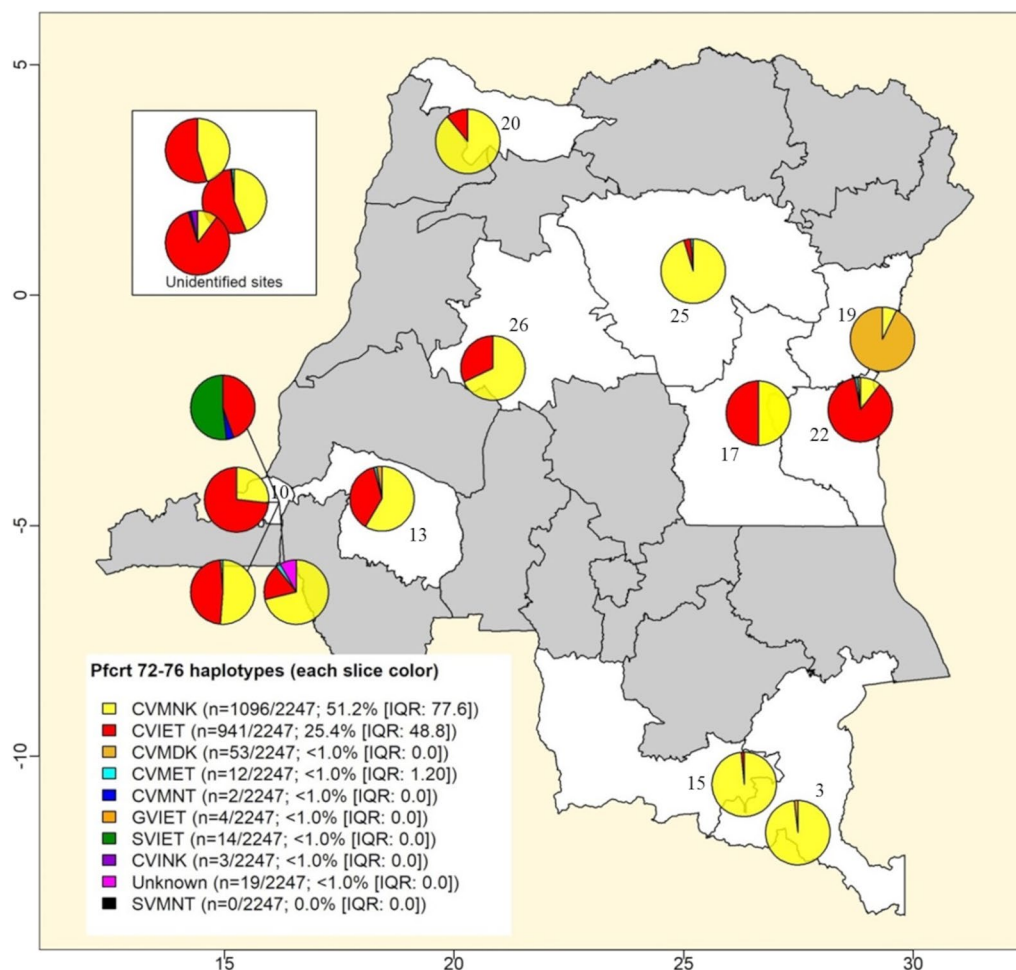 5
0
-5
-10
15
20
25
30
Unidentified sites
20
25
19
26
22
17
10
13
15
3
Pfcrt 72-76 haplotypes (each slice color)
CVMNK (n=1096/2247; 51.2% [IQR: 77.6])
CVIET (n=941/2247; 25.4% [IQR: 48.8])
CVMDK (n=53/2247; <1.0% [IQR: 0.0])
CVMET (n=12/2247; <1.0% [IQR: 1.20])
CVMNT (n=2/2247; <1.0% [IQR: 0.0])
GVIET (n=4/2247; <1.0% [IQR: 0.0])
SVIET (n=14/2247; <1.0% [IQR: 0.0])
CVINK (n=3/2247; <1.0% [IQR: 0.0])
Unknown (n=19/2247; <1.0% [IQR: 0.0])
SVMNT (n=0/2247; 0.0% [IQR: 0.0])